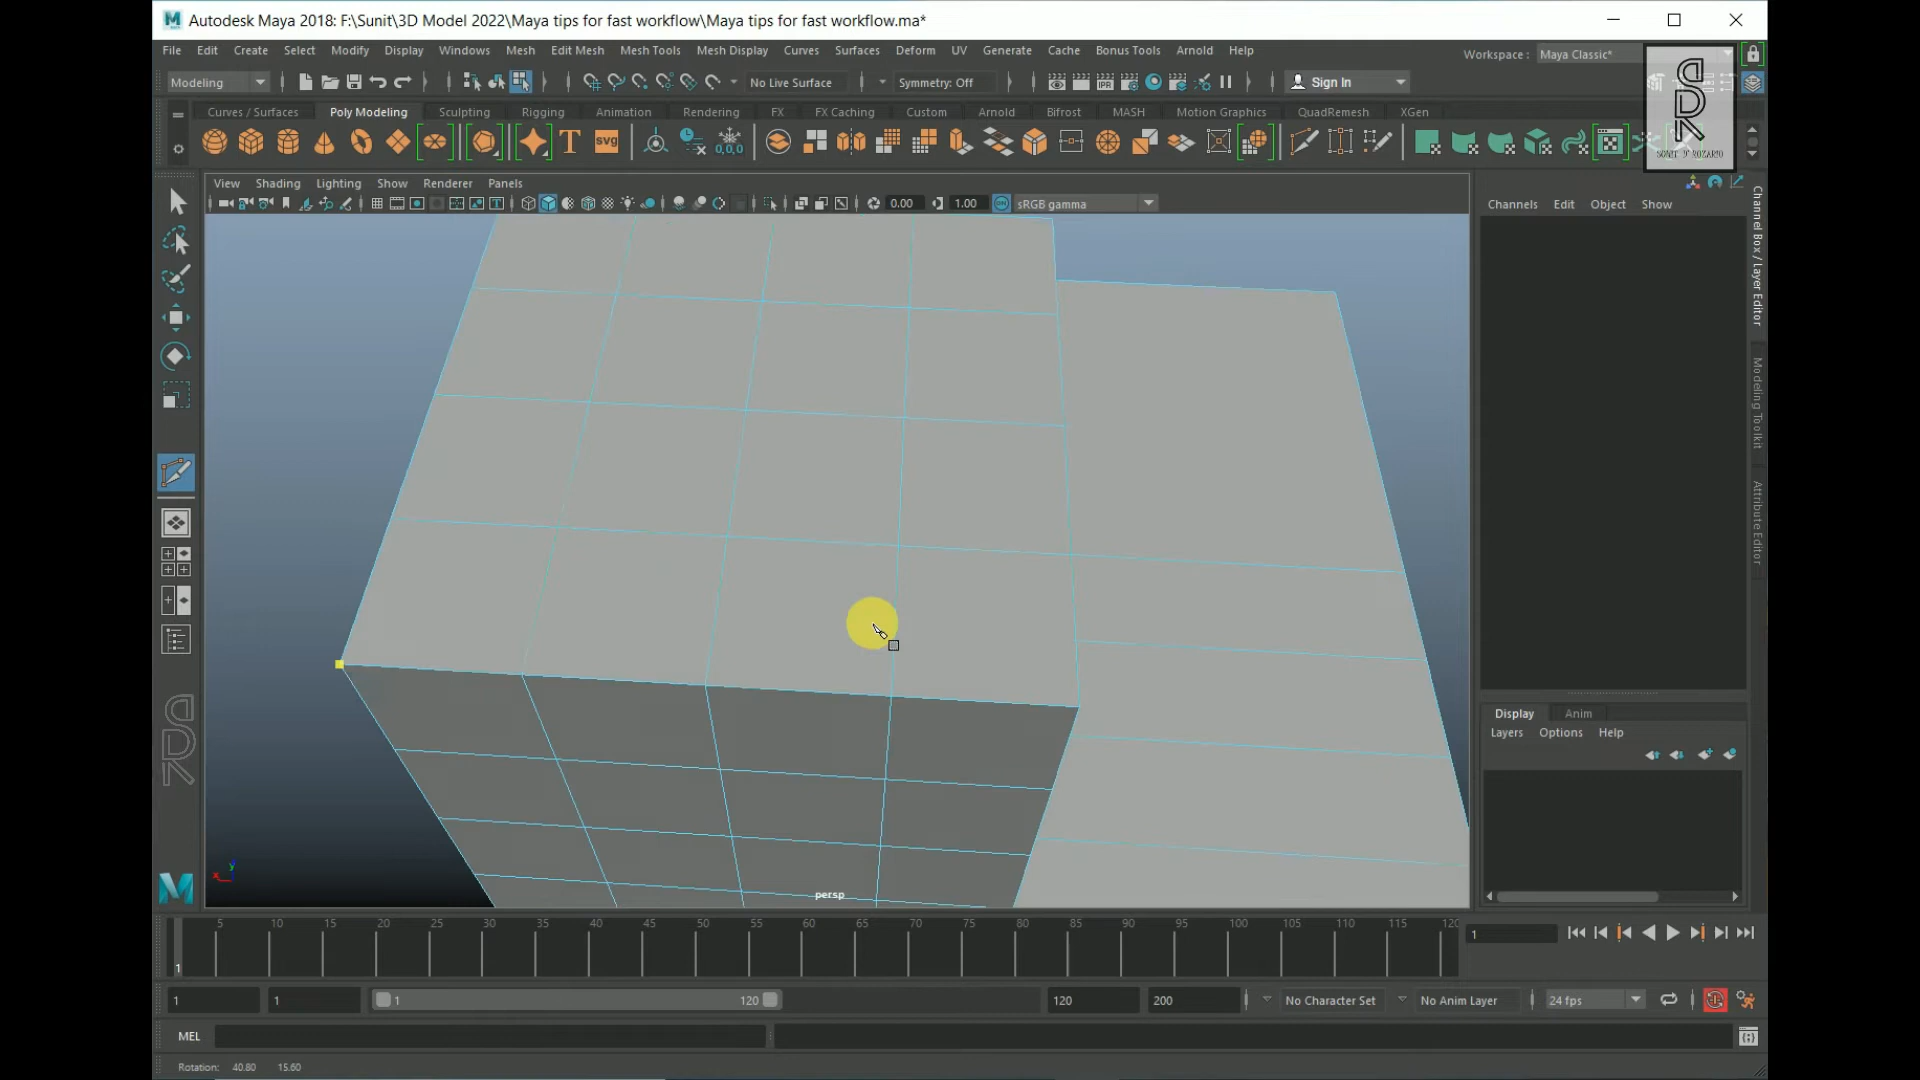 Autodesk Maya 2018: F:\Sunit\3D Model 2022\Maya tips for fast workflow\Maya tips for fast workflow.ma*
File Edit Create Select Modify Display Windows Mesh Edit Mesh Mesh Tools Mesh Display Curves Surfaces Deform UV Generate Cache Bonus Tools Arnold Help
Workspace : Maya Classic*
Modeling No Live Surface Symmetry: Off Sign In
Curves / Surfaces Poly Modeling Sculpting Rigging Animation Rendering FX FX Caching Custom Arnold Bifrost MASH Motion Graphics QuadRemesh XGen
T svg 0,0,0
SUNIT D'ROZARIO
View Shading Lighting Show Renderer Panels
0.00 1.00 sRGB gamma
Channels Edit Object Show
Channel Box / Layer Editor
Modeling Toolkit
Attribute Editor
Display Anim
Layers Options Help
y
x
persp
5 10 15 20 25 30 35 40 45 50 55 60 65 70 75 80 85 90 95 100 105 110 115 120
1
1
1 1 1 120 120 200 No Character Set No Anim Layer 24 fps
MEL
Rotation: 40.80 15.60